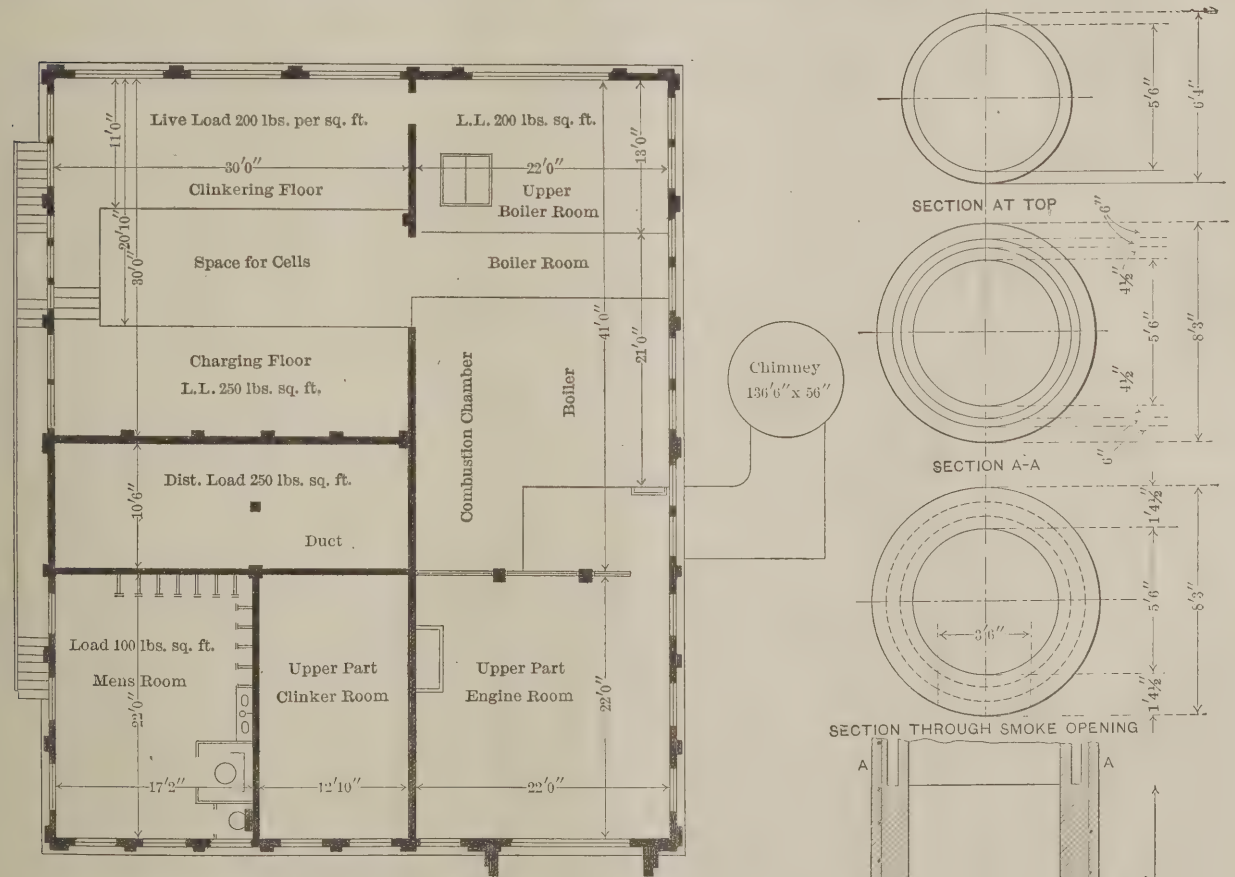 Live Load 200 lbs. per sq. ft.
L.L. 200 lbs. sq. ft.
11'0"
30'0"
22'0"
13'0"
Clinkering Floor
Upper
Boiler Room
20'10"
30'0"
Space for Cells
Boiler Room
41'0"
21'0"
Charging Floor
L.L. 250 lbs. sq. ft.
Combustion Chamber
Boiler
Chimney
136'6" x 56"
Dist. Load 250 lbs. sq. ft.
10'6"
Duct
Load 100 lbs. sq. ft.
Mens Room
Upper Part
Clinker Room
Upper Part
Engine Room
22'0"
17'2"
12'10"
22'0"
5'6"
6'4"
SECTION AT TOP
6"
4½"
5'6"
8'3"
4½"
6"
SECTION A-A
1'4½"
5'6"
8'3"
3'6"
1'4½"
SECTION THROUGH SMOKE OPENING
A
A